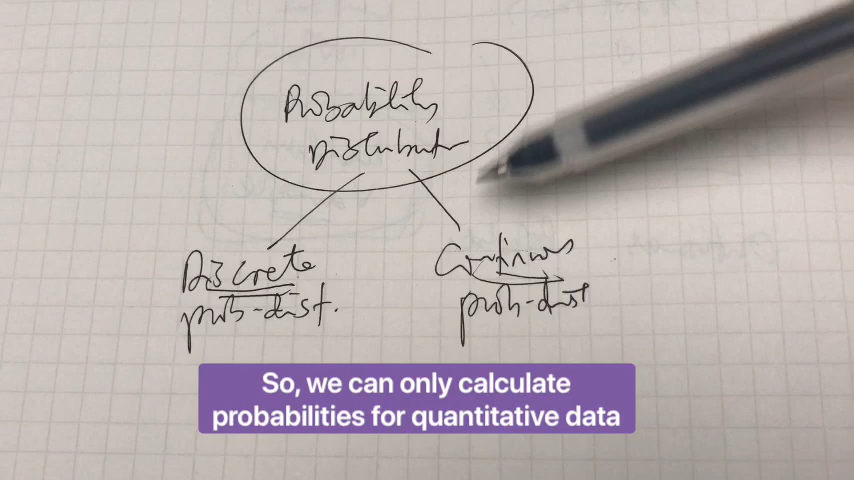 Probability
Distribution
Discrete
prob-dist.
Continuous
prob-dist
So, we can only calculate
probabilities for quantitative data